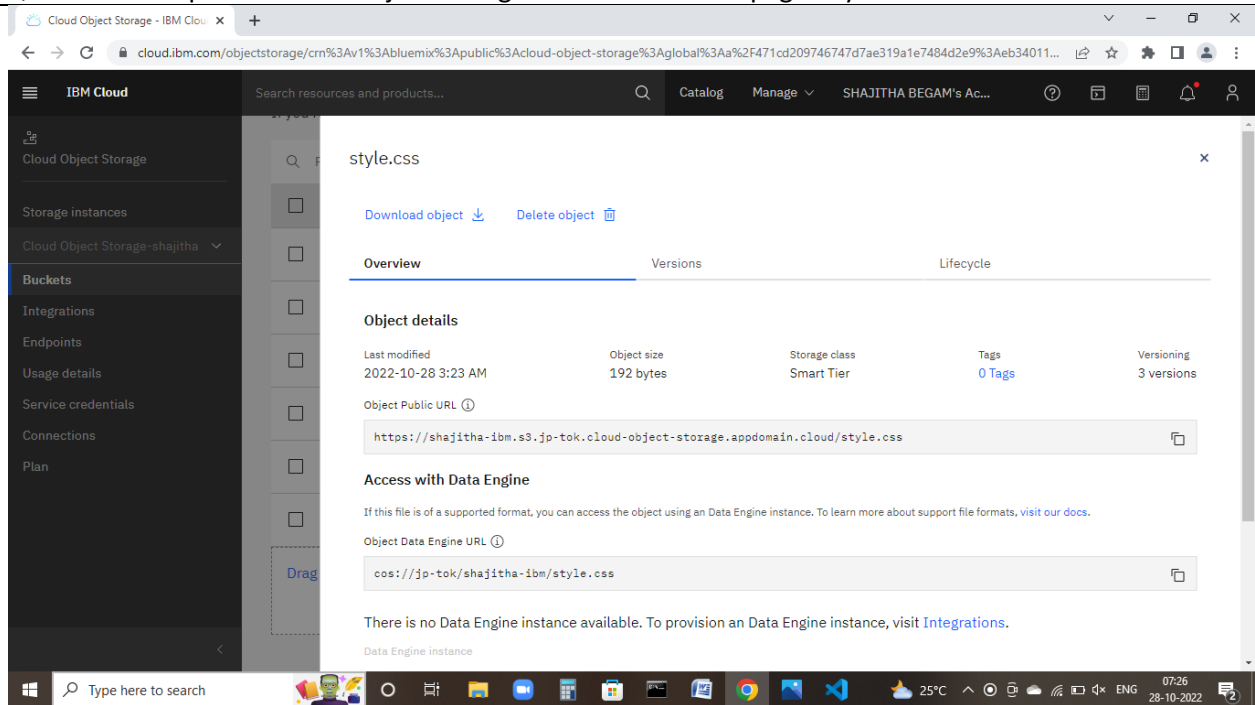 Cloud Object Storage - IBM Clou
cloud.ibm.com/objectstorage/crn%3Av1%3Abluemix%3Apublic%3Acloud-object-storage%3Aglobal%3Aa%2F471cd209746747d7ae319a1e7484d2e9%3Aeb34011...
IBM Cloud
Search resources and products...
Catalog
Manage
SHAJITHA BEGAM's Ac...
Cloud Object Storage
Storage instances
Cloud Object Storage-shajitha
Buckets
Integrations
Endpoints
Usage details
Service credentials
Connections
Plan
Drag
style.css
Download object
Delete object
Overview Versions Lifecycle
Object details
Last modified Object size Storage class Tags Versioning
2022-10-28 3:23 AM 192 bytes Smart Tier 0 Tags 3 versions
Object Public URL
https://shajitha-ibm.s3.jp-tok.cloud-object-storage.appdomain.cloud/style.css
Access with Data Engine
If this file is of a supported format, you can access the object using an Data Engine instance. To learn more about support file formats, visit our docs.
Object Data Engine URL
cos://jp-tok/shajitha-ibm/style.css
There is no Data Engine instance available. To provision an Data Engine instance, visit Integrations.
Data Engine instance
Type here to search
25°C
ENG
07:26
28-10-2022
2